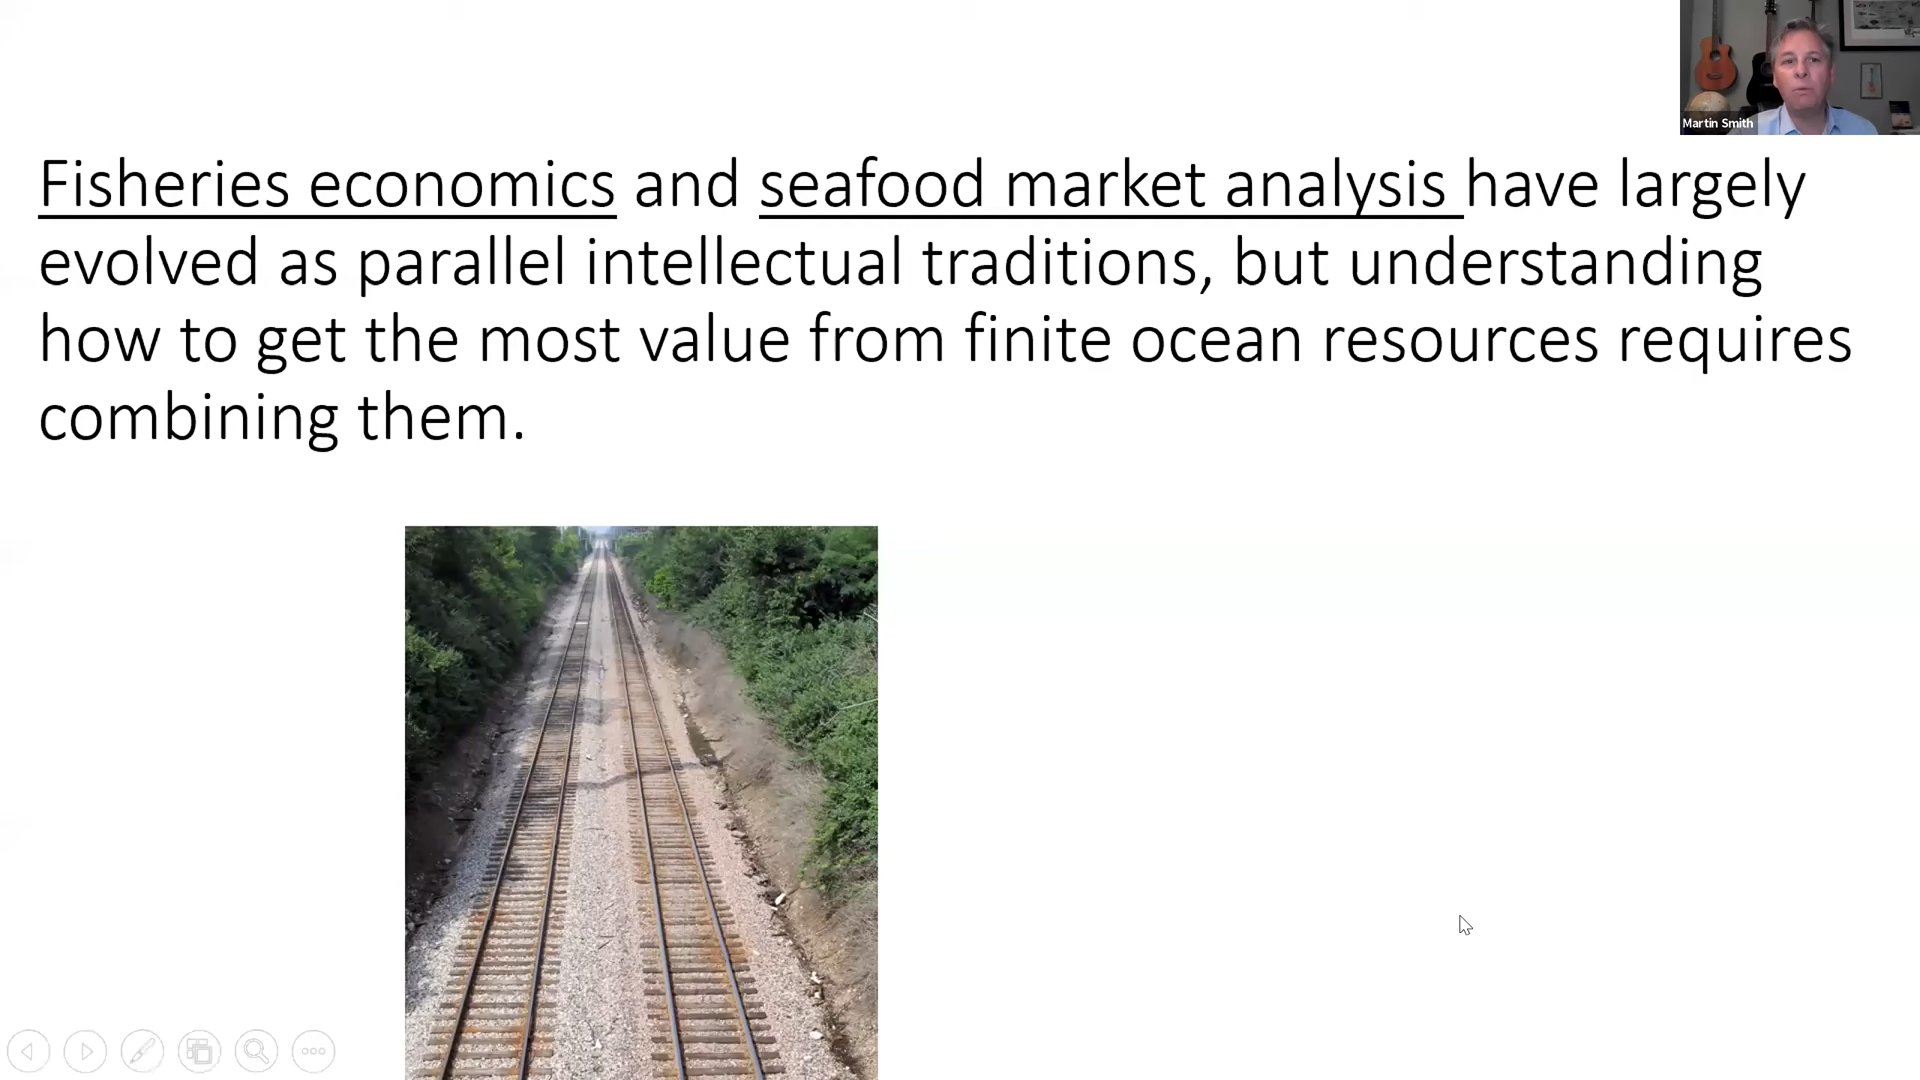 Martin Smith
Fisheries economics and seafood market analysis have largely
evolved as parallel intellectual traditions, but understanding
how to get the most value from finite ocean resources requires
combining them.